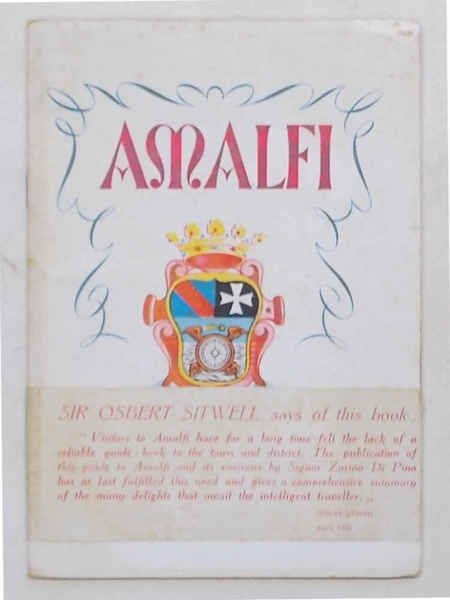 AMALFI
SIR OSBERT SITWELL says of this book.
" Visitors to Amalfi have for a long time felt the lack of a
reliable guide-book to the town and district. The publication of
this guide to Amalfi and its environs by Signor Zarino Di Pino
has at last fulfilled this need and gives a comprehensive summary
of the many delights that await the intelligent traveller.,,